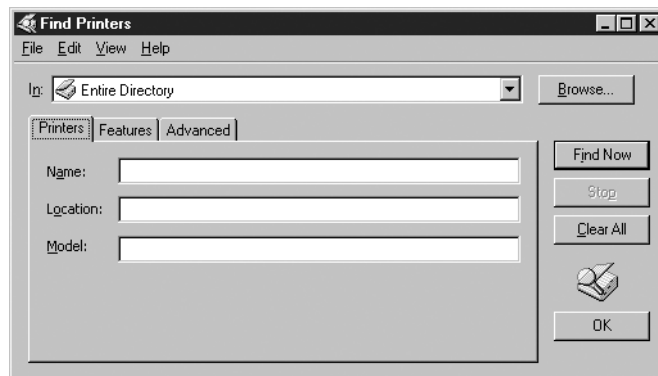 Find Printers
File Edit View Help
In: Entire Directory Browse...
Printers Features Advanced
Find Now
Name:
Stop
Location:
Clear All
Model:
OK